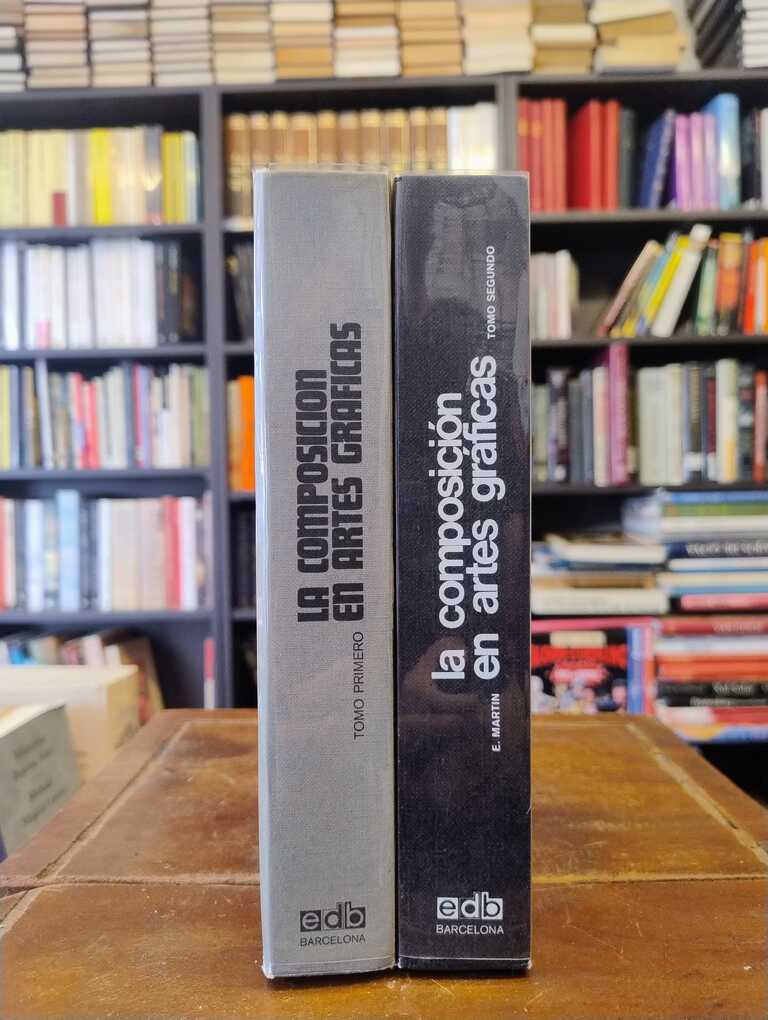 LA COMPOSICION
EN ARTES GRAFICAS
TOMO PRIMERO
edb
BARCELONA
la composición
en artes gráficas
TOMO SEGUNDO
E. MARTIN
edb
BARCELONA